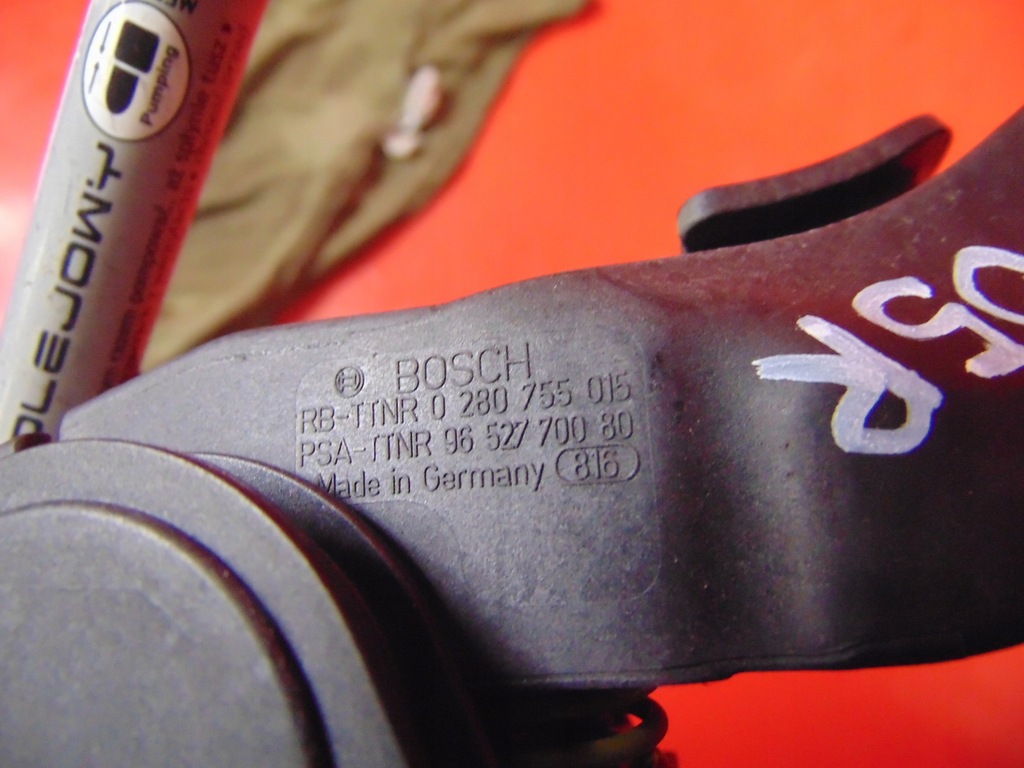 BOSCH
RB-TTNR 0 280 755 015
PSA-TTNR 96 527 700 80
Made in Germany 816
Pumping
OLEJOWY
05R